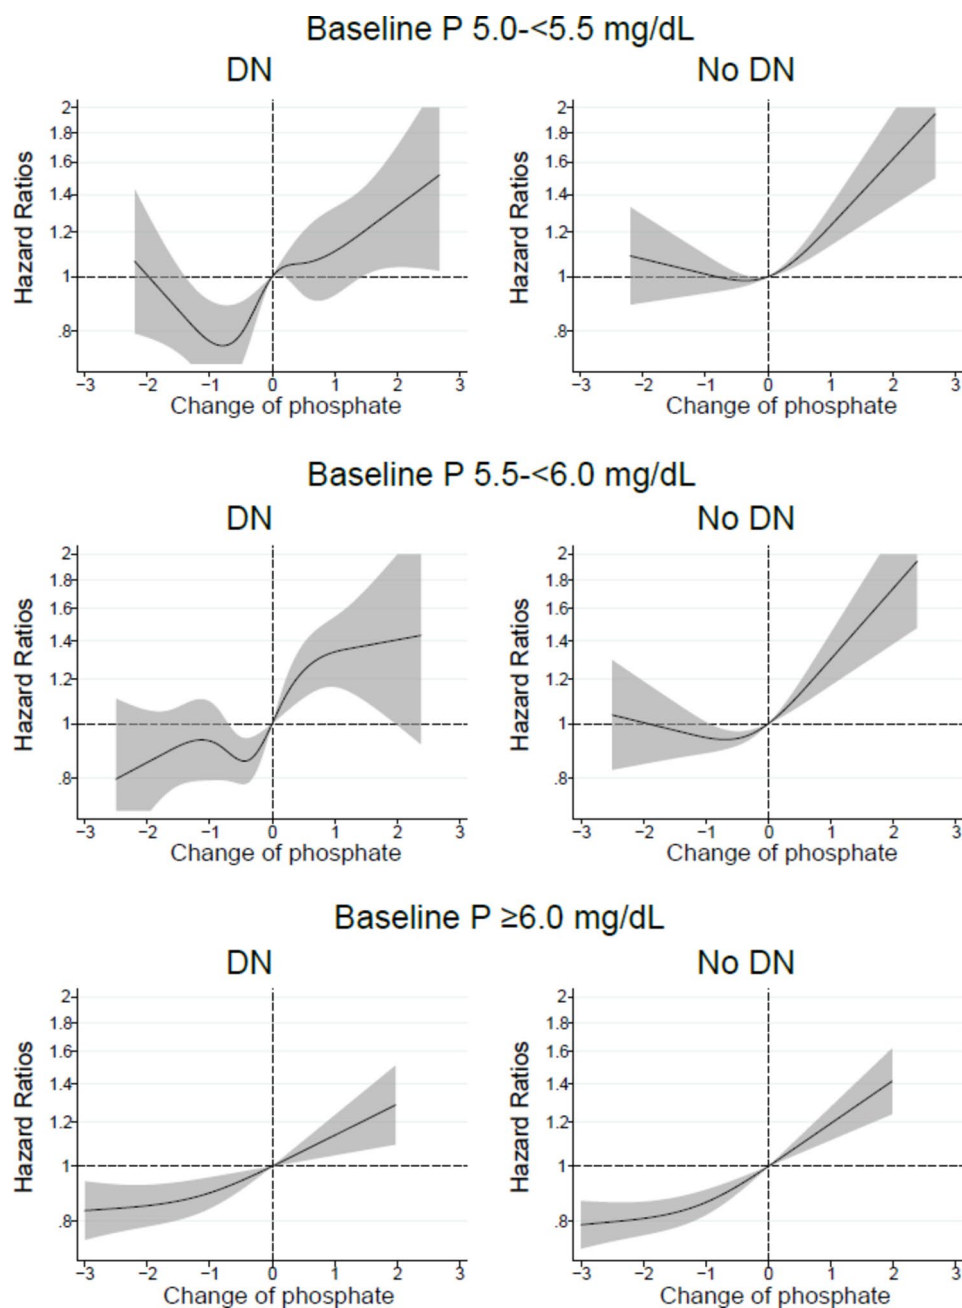 Baseline P 5.0-<5.5 mg/dL
DN
No DN
Hazard Ratios
2
1.8
1.6
1.4
1.2
1
.8
−3 −2 −1 0 1 2 3
Change of phosphate
Hazard Ratios
2
1.8
1.6
1.4
1.2
1
.8
−3 −2 −1 0 1 2 3
Change of phosphate
Baseline P 5.5-<6.0 mg/dL
DN
No DN
Hazard Ratios
2
1.8
1.6
1.4
1.2
1
.8
−3 −2 −1 0 1 2 3
Change of phosphate
Hazard Ratios
2
1.8
1.6
1.4
1.2
1
.8
−3 −2 −1 0 1 2 3
Change of phosphate
Baseline P ≥6.0 mg/dL
DN
No DN
Hazard Ratios
2
1.8
1.6
1.4
1.2
1
.8
−3 −2 −1 0 1 2 3
Change of phosphate
Hazard Ratios
2
1.8
1.6
1.4
1.2
1
.8
−3 −2 −1 0 1 2 3
Change of phosphate